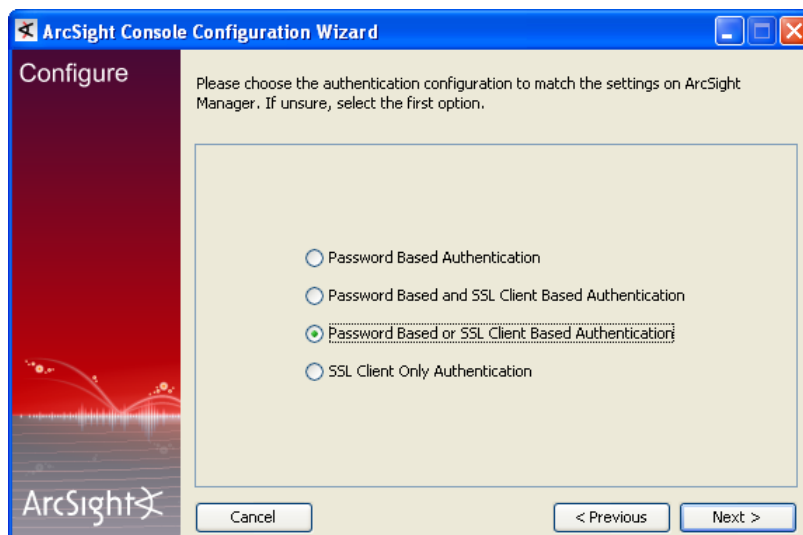 ArcSight Console Configuration Wizard
Configure
Please choose the authentication configuration to match the settings on ArcSight
Manager. If unsure, select the first option.
Password Based Authentication
Password Based and SSL Client Based Authentication
Password Based or SSL Client Based Authentication
SSL Client Only Authentication
ArcSight
Cancel
< Previous
Next >